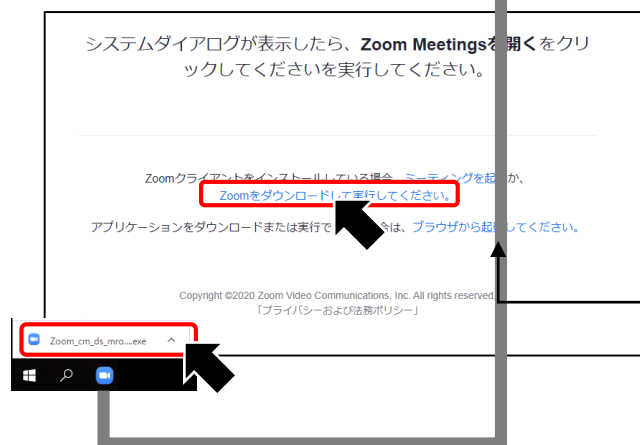 システムダイアログが表示したら、Zoom Meetingsを開くをクリ
ックしてくださいを実行してください。
Zoomクライアントをインストールしている場合、ミーティングを起 か、
Zoomをダウンロードして実行してください。
アプリケーションをダウンロードまたは実行で 合は、ブラウザから起動してください。
Copyright ©2020 Zoom Video Communications, Inc. All rights reserved.
「プライバシーおよび法務ポリシー」
Zoom_cm_ds_mro....exe